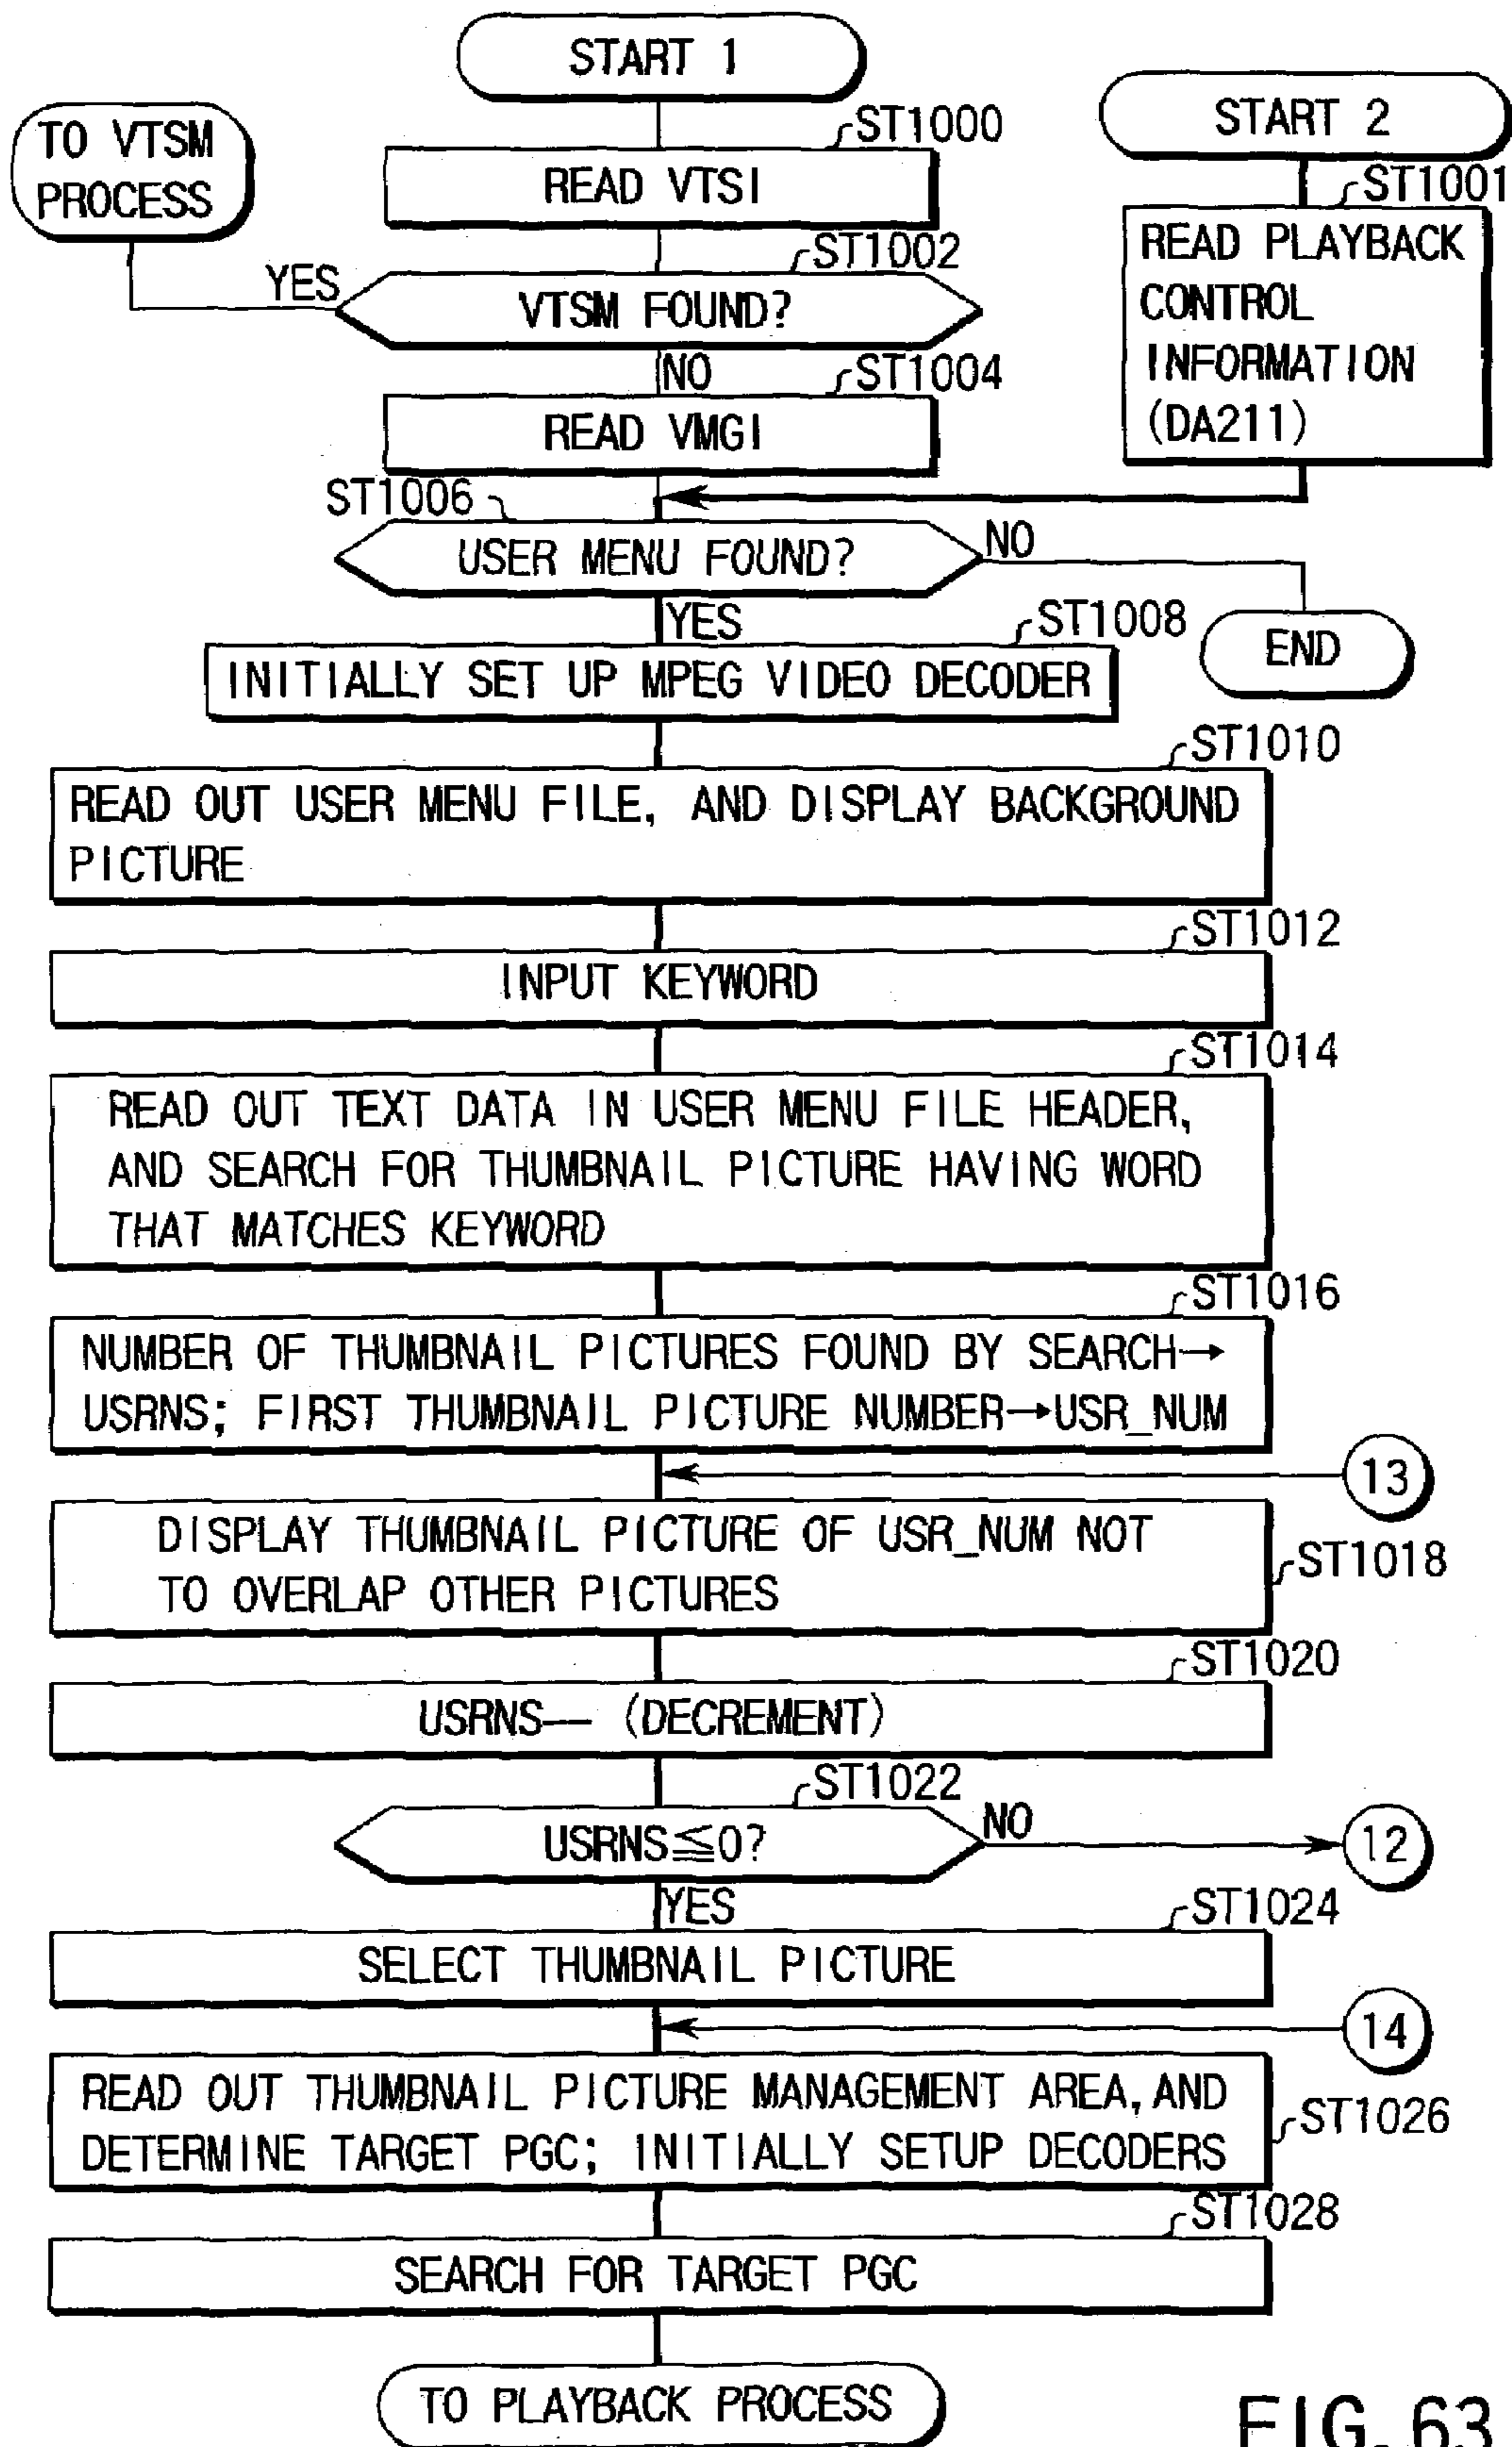 START 1
TO VTSM
PROCESS
START 2
ST1000
READ VTSI
ST1001
READ PLAYBACK
CONTROL
INFORMATION
(DA211)
ST1002
YES
VTSM FOUND?
NO
ST1004
READ VMGI
ST1006
USER MENU FOUND?
NO
END
YES
ST1008
INITIALLY SET UP MPEG VIDEO DECODER
ST1010
READ OUT USER MENU FILE, AND DISPLAY BACKGROUND
PICTURE
ST1012
INPUT KEYWORD
ST1014
READ OUT TEXT DATA IN USER MENU FILE HEADER,
AND SEARCH FOR THUMBNAIL PICTURE HAVING WORD
THAT MATCHES KEYWORD
ST1016
NUMBER OF THUMBNAIL PICTURES FOUND BY SEARCH→
USRNS; FIRST THUMBNAIL PICTURE NUMBER→USR_NUM
13
DISPLAY THUMBNAIL PICTURE OF USR_NUM NOT
TO OVERLAP OTHER PICTURES
ST1018
ST1020
USRNS–– (DECREMENT)
ST1022
USRNS≦0?
NO
12
YES
ST1024
SELECT THUMBNAIL PICTURE
14
READ OUT THUMBNAIL PICTURE MANAGEMENT AREA, AND
DETERMINE TARGET PGC; INITIALLY SETUP DECODERS
ST1026
ST1028
SEARCH FOR TARGET PGC
TO PLAYBACK PROCESS
FIG. 63